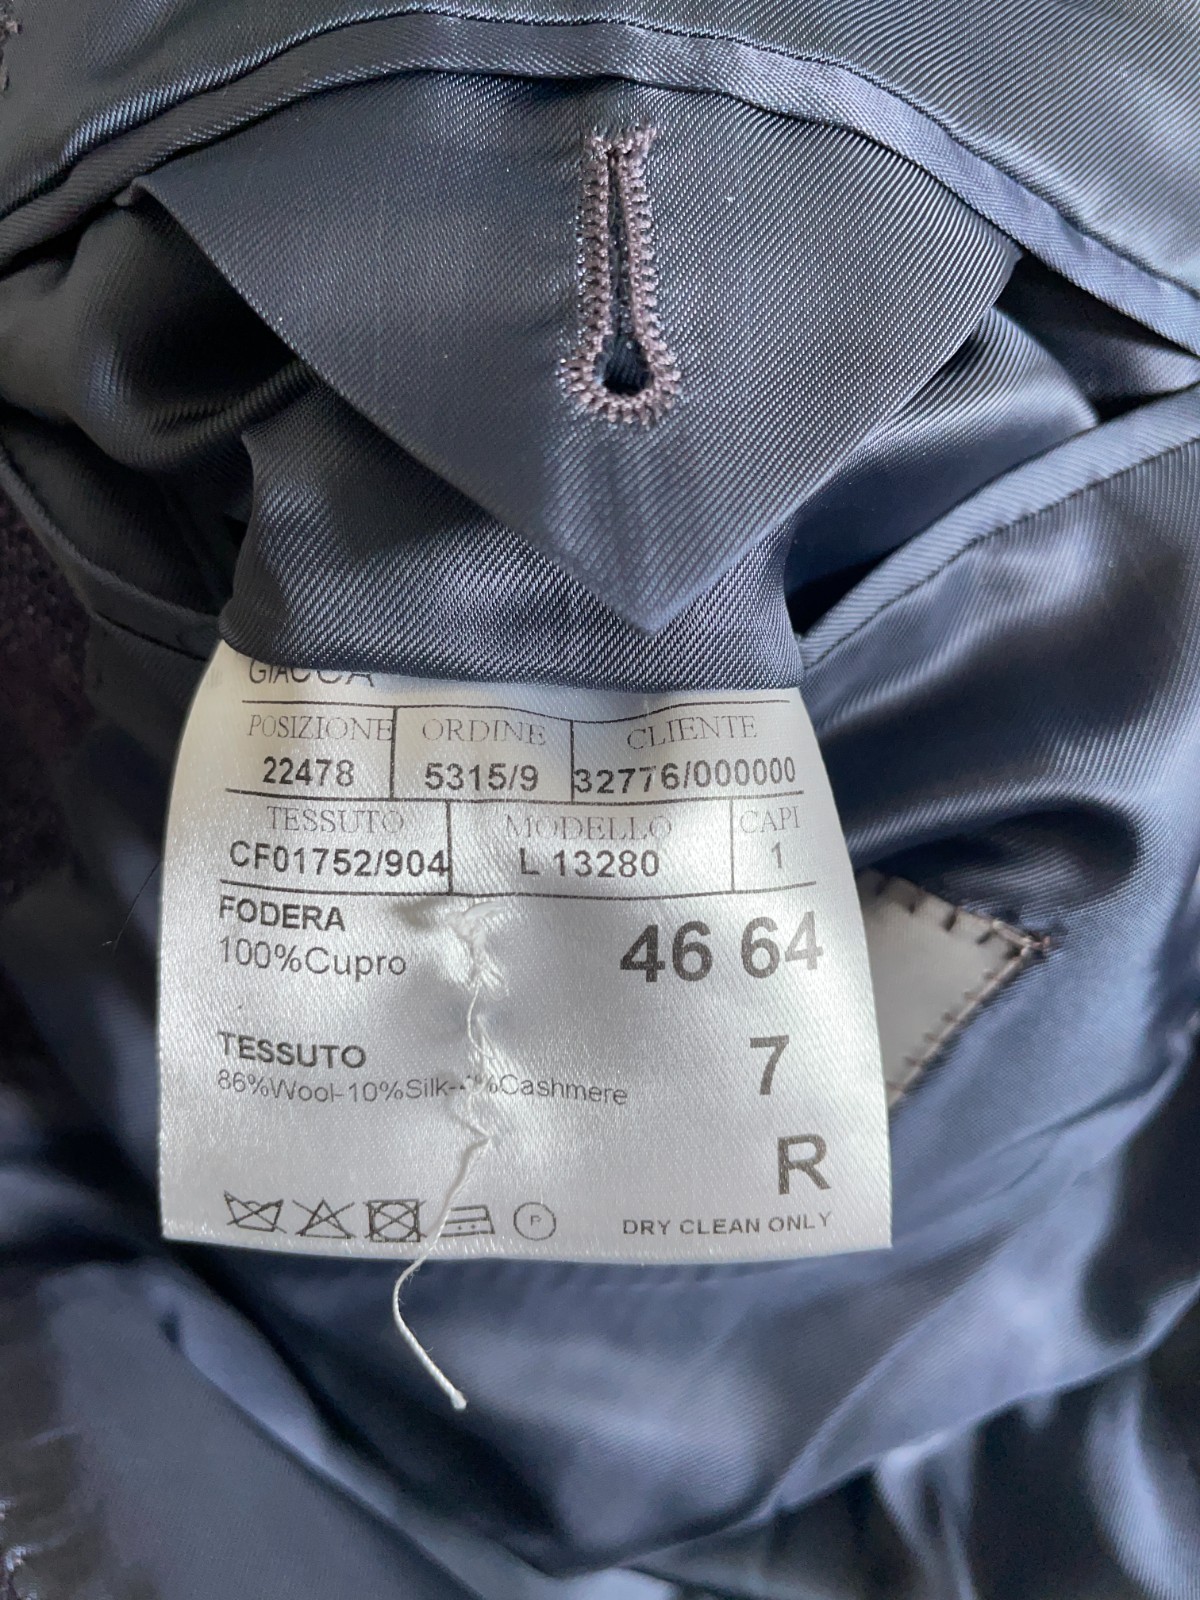 GIACCA
POSIZIONE ORDINE CLIENTE
22478 5315/9 32776/000000
TESSUTO MODELLO CAPI
CF01752/904 L 13280 1
FODERA
100%Cupro
46 64
TESSUTO
7
86%Wool-10%Silk- %Cashmere
R
P
DRY CLEAN ONLY